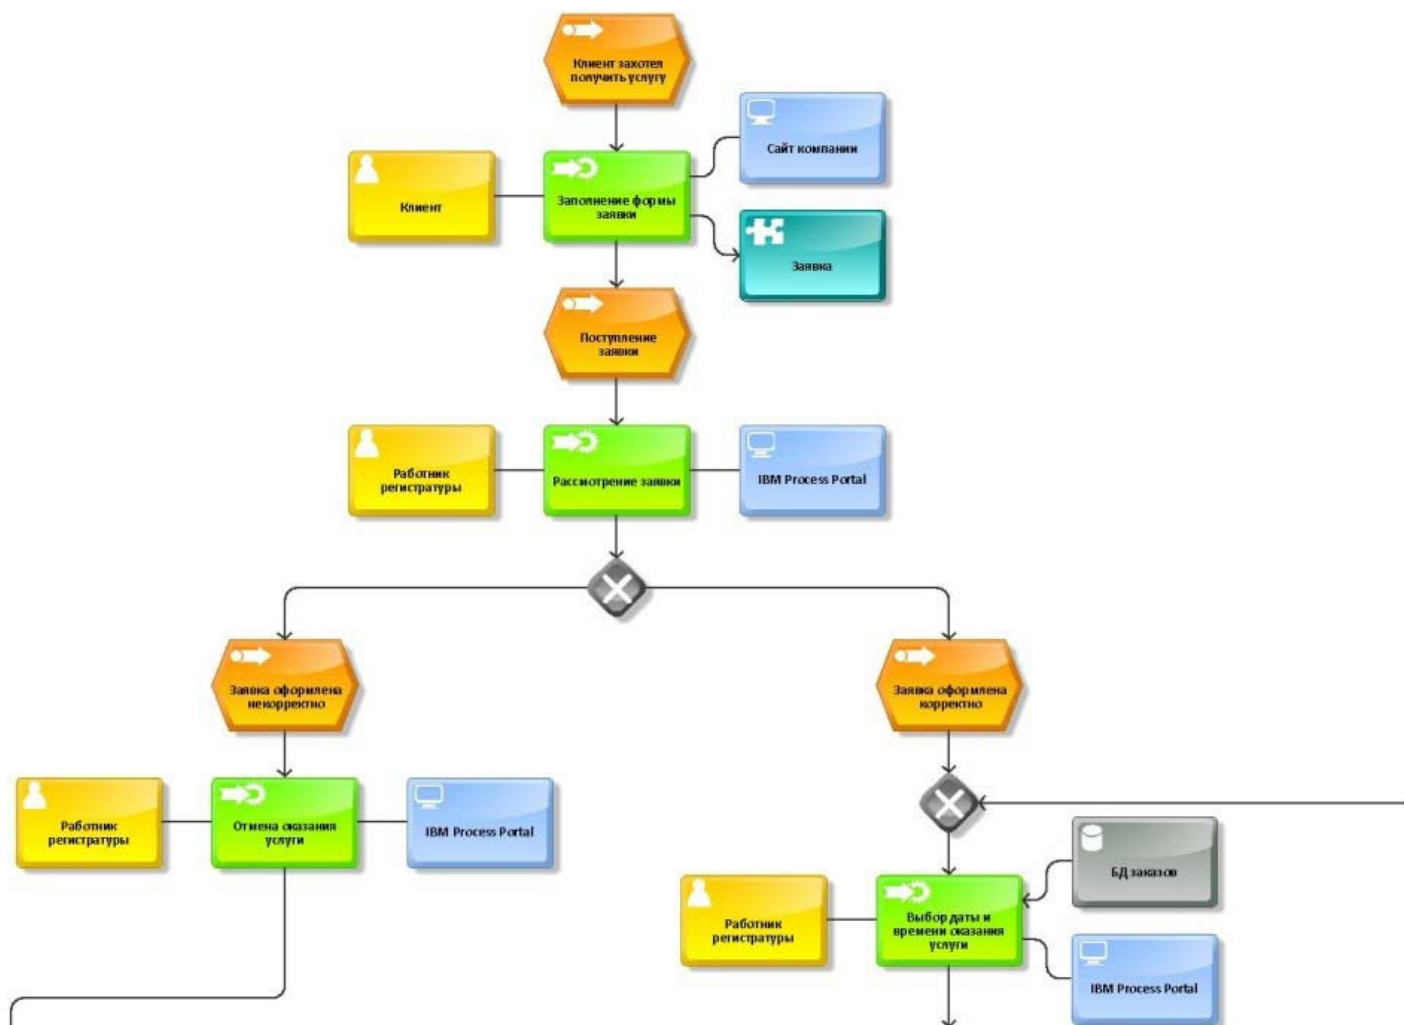 Клиент захотел
получить услугу
Сайт компании
Клиент
Заполнение формы
заявки
Заявка
Поступление
заявки
Работник
регистратуры
Рассмотрение заявки
IBM Process Portal
Заявка оформлена
некорректно
Заявка оформлена
корректно
Работник
регистратуры
Отмена оказания
услуги
IBM Process Portal
БД заказов
Работник
регистратуры
Выбор даты и
времени оказания
услуги
IBM Process Portal